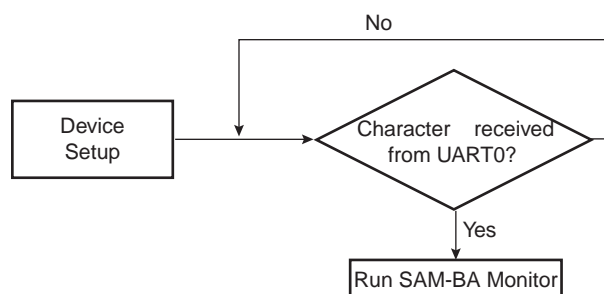 No
Device
Setup
Character received
from UART0?
Yes
Run SAM-BA Monitor